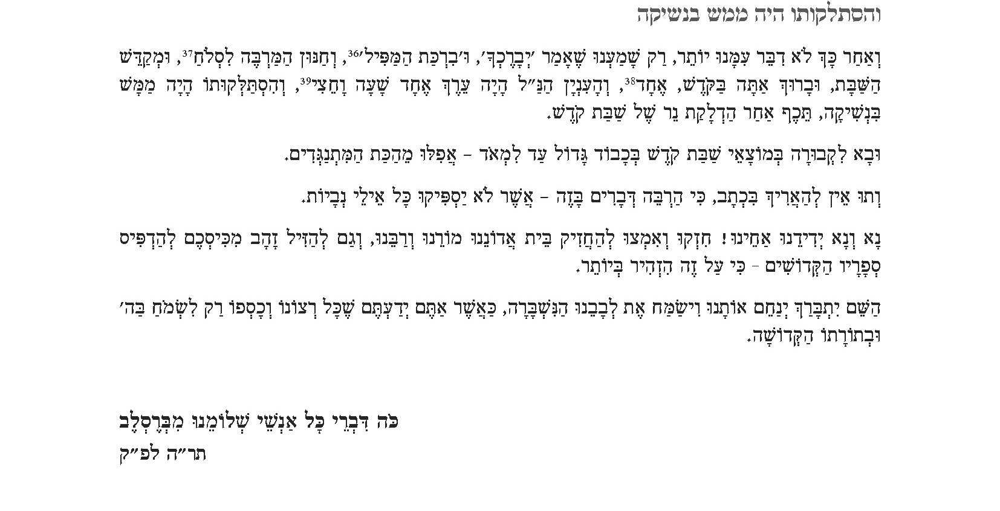 והסתלקותו היה ממש בנשיקה
וְאַחַר כָּךְ לֹא דִבֵּר עִמָּנוּ יוֹתֵר, רַק שָׁמַעְנוּ שֶׁאָמַר ׳יְבָרֶכְךָ׳, וּ׳בִרְכַּת הַמַּפִּיל׳36, וְחַנּוּן הַמַּרְבֶּה לִסְלֹחַ37, וּמְקַדֵּשׁ
הַשַּׁבָּת, וּבָרוּךְ אַתָּה בַּקֹּדֶשׁ, אֶחָד38, וְהָעִנְיָן הַנַּ״ל הָיָה עֵרֶךְ אֶחָד שָׁעָה וָחֵצִי39, וְהִסְתַּלְּקוּתוֹ הָיָה מַמָּשׁ
בִּנְשִׁיקָה, תֵּכֶף אַחַר הַדְלָקַת נֵר שֶׁל שַׁבַּת קֹדֶשׁ.
וּבָא לִקְבוּרָה בְּמוֹצָאֵי שַׁבַּת קֹדֶשׁ בְּכָבוֹד גָּדוֹל עַד לִמְאֹד – אֲפִלּוּ מֵהַכַּת הַמִּתְנַגְּדִים.
וְתוּ אֵין לְהַאֲרִיךְ בִּכְתָב, כִּי הַרְבֵּה דְּבָרִים בָּזֶה – אֲשֶׁר לֹא יַסְפִּיקוּ כָּל אֵילֵי נְבָיוֹת.
נָא וְנָא יְדִידֵנוּ אַחֵינוּ! חִזְקוּ וְאִמְצוּ לְהַחֲזִיק בֵּית אֲדוֹנֵנוּ מוֹרֵנוּ וְרַבֵּנוּ, וְגַם לְהַזִּיל זָהָב מִכִּיסְכֶם לְהַדְפִּיס
סְפָרָיו הַקְּדוֹשִׁים – כִּי עַל זֶה הִזְהִיר בְּיוֹתֵר.
הַשֵּׁם יִתְבָּרַךְ יְנַחֵם אוֹתָנוּ וִישַׂמַּח אֶת לְבָבֵנוּ הַנִּשְׁבָּרָה, כַּאֲשֶׁר אַתֶּם יְדַעְתֶּם שֶׁכָּל רְצוֹנוֹ וְכָסְפוֹ רַק לִשְׂמֹחַ בַּה׳
וּבְתוֹרָתוֹ הַקְּדוֹשָׁה.
כֹּה דִּבְרֵי כָּל אַנְשֵׁי שְׁלוֹמֵנוּ מִבְּרֶסְלֶב
תר״ה לפ״ק